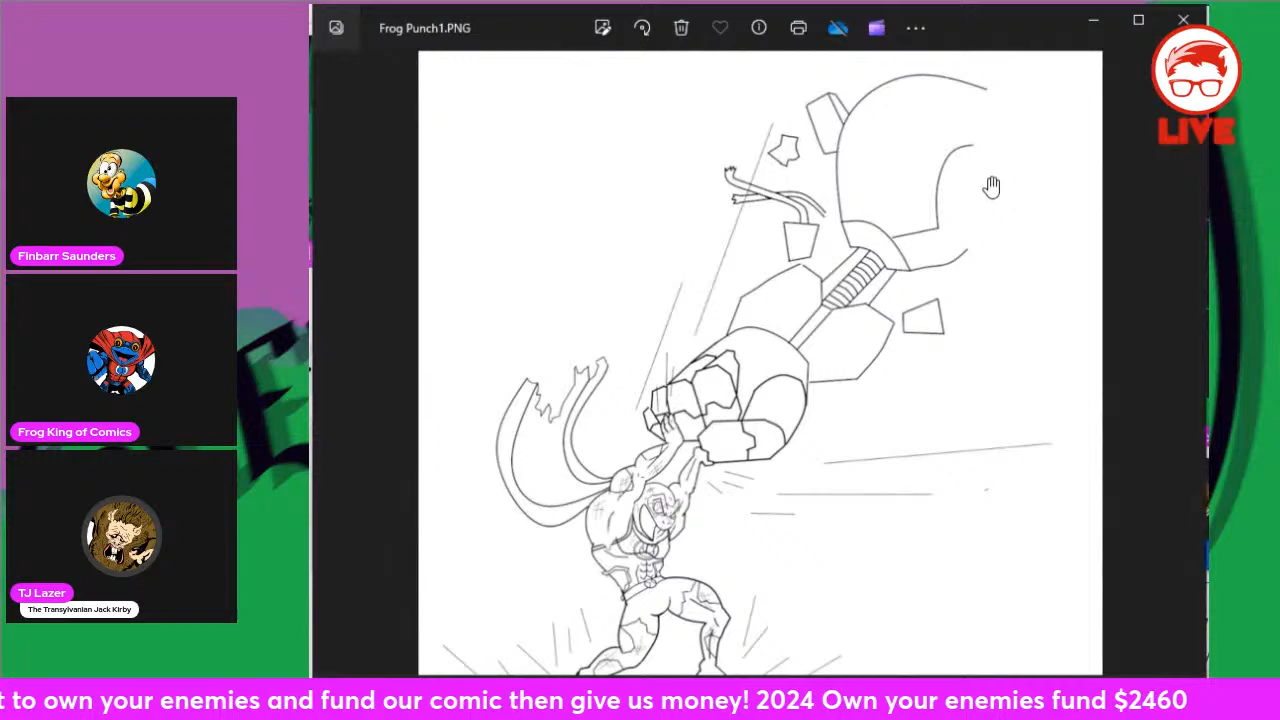 Frog Punch1.PNG
LIVE
Finbarr Saunders
Frog King of Comics
TJ Lazer
The Transylvanian Jack Kirby
t to own your enemies and fund our comic then give us money! 2024 Own your enemies fund $2460